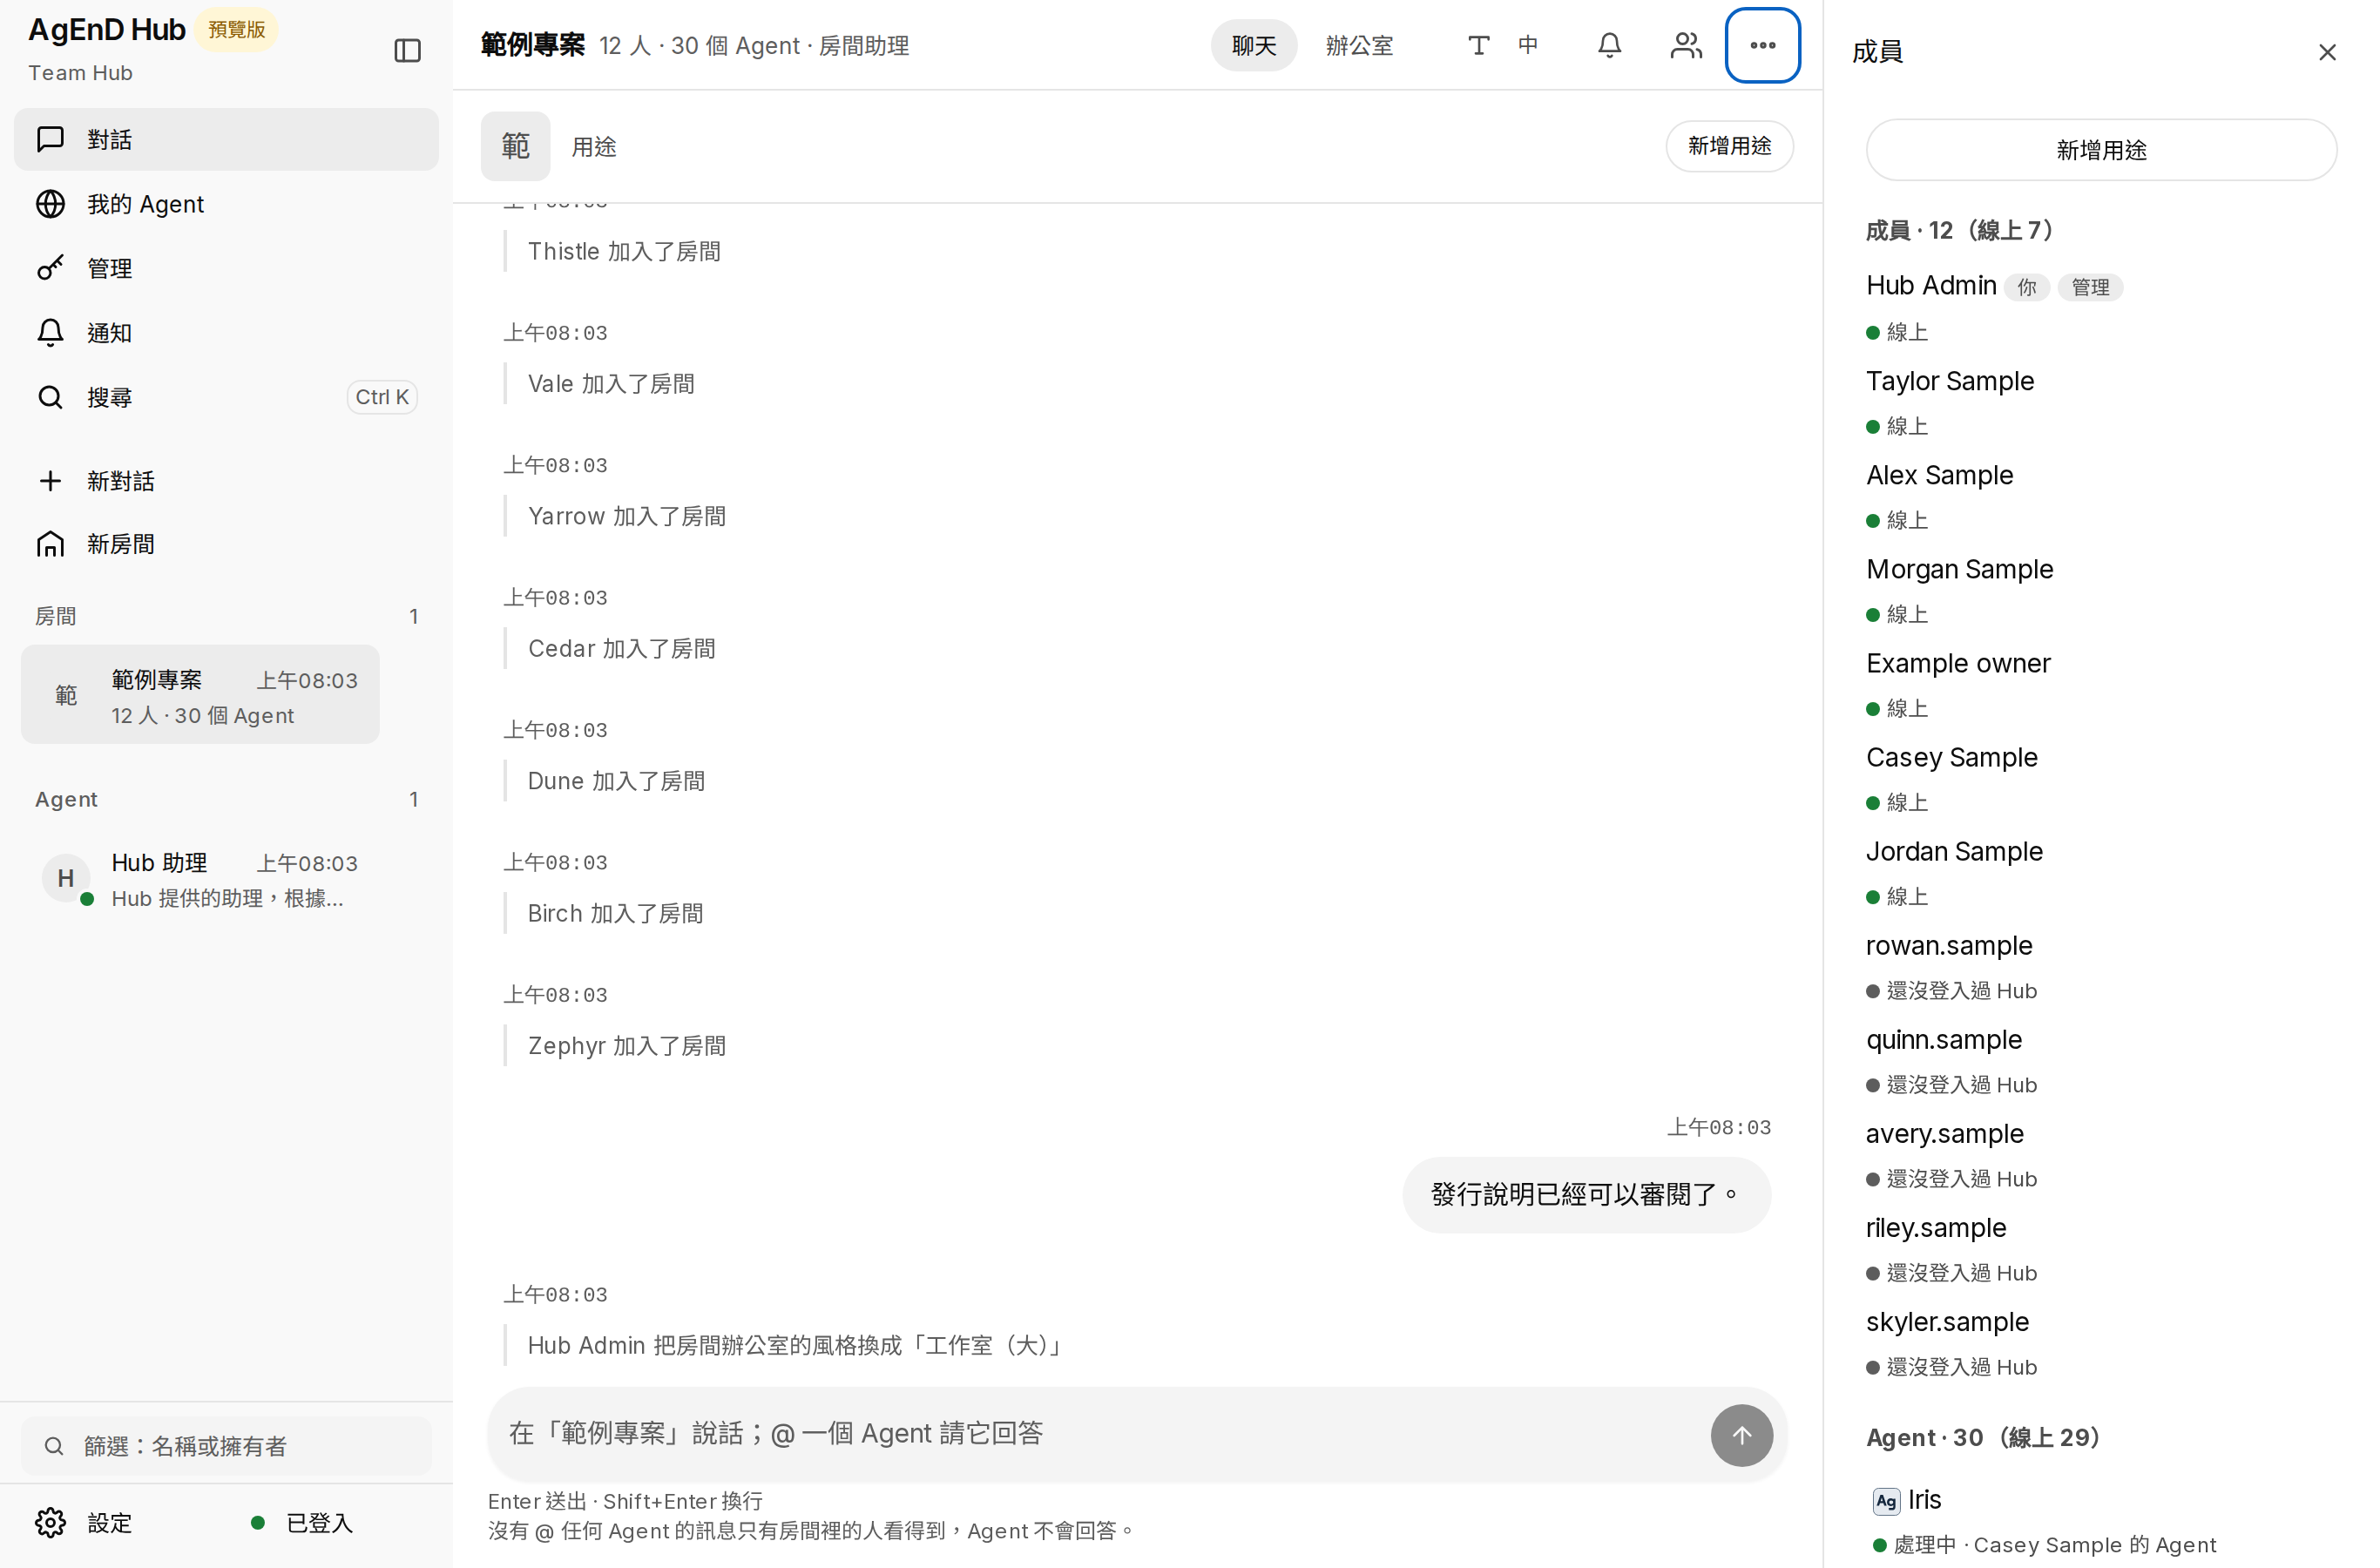 AgEnD Hub 預覽版
Team Hub
對話
我的 Agent
管理
通知
搜尋 Ctrl K
新對話
新房間
房間 1
範 範例專案 上午08:03
12 人 · 30 個 Agent
Agent 1
H Hub 助理 上午08:03
Hub 提供的助理，根據…
篩選：名稱或擁有者
設定 已登入
範例專案 12 人 · 30 個 Agent · 房間助理
聊天 辦公室 T 中
範 用途 新增用途
上午08:03
Thistle 加入了房間
上午08:03
Vale 加入了房間
上午08:03
Yarrow 加入了房間
上午08:03
Cedar 加入了房間
上午08:03
Dune 加入了房間
上午08:03
Birch 加入了房間
上午08:03
Zephyr 加入了房間
上午08:03
發行說明已經可以審閱了。
上午08:03
Hub Admin 把房間辦公室的風格換成「工作室（大）」
在「範例專案」說話；@ 一個 Agent 請它回答
Enter 送出 · Shift+Enter 換行
沒有 @ 任何 Agent 的訊息只有房間裡的人看得到，Agent 不會回答。
成員
新增用途
成員 · 12（線上 7）
Hub Admin 你 管理
線上
Taylor Sample
線上
Alex Sample
線上
Morgan Sample
線上
Example owner
線上
Casey Sample
線上
Jordan Sample
線上
rowan.sample
還沒登入過 Hub
quinn.sample
還沒登入過 Hub
avery.sample
還沒登入過 Hub
riley.sample
還沒登入過 Hub
skyler.sample
還沒登入過 Hub
Agent · 30（線上 29）
Ag Iris
處理中 · Casey Sample 的 Agent